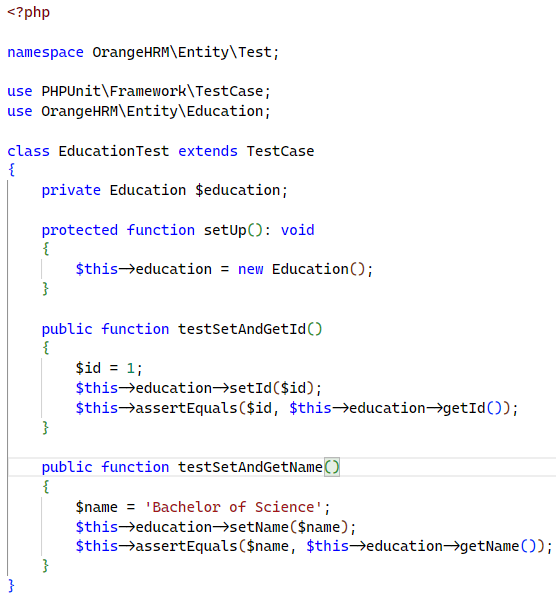 <?php
namespace OrangeHRM\Entity\Test;
use PHPUnit\Framework\TestCase;
use OrangeHRM\Entity\Education;
class EducationTest extends TestCase
{
    private Education $education;
    protected function setUp(): void
    {
        $this->education = new Education();
    }
    public function testSetAndGetId()
    {
        $id = 1;
        $this->education->setId($id);
        $this->assertEquals($id, $this->education->getId());
    }
    public function testSetAndGetName()
    {
        $name = 'Bachelor of Science';
        $this->education->setName($name);
        $this->assertEquals($name, $this->education->getName());
    }
}